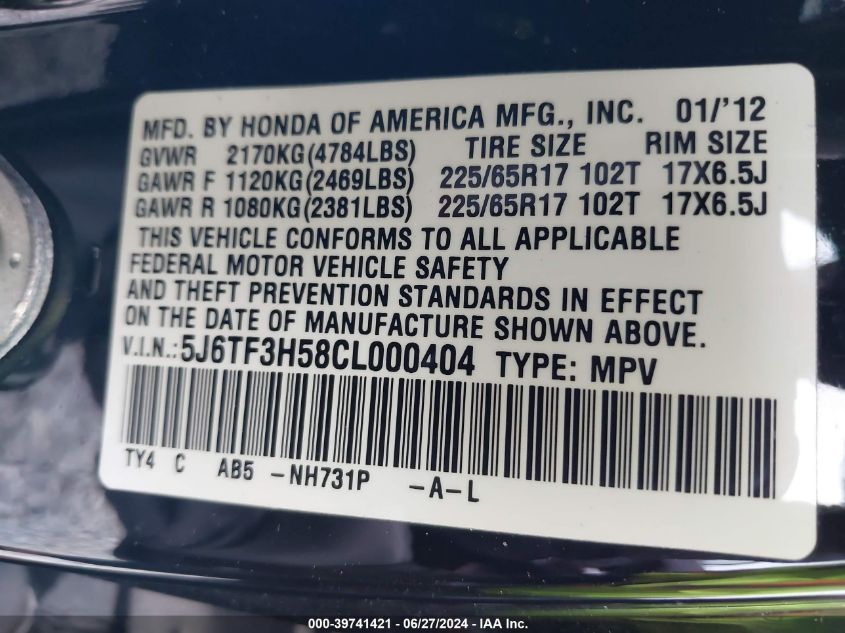 MFD. BY HONDA OF AMERICA MFG., INC. 01/'12
GVWR 2170KG(4784LBS) TIRE SIZE RIM SIZE
GAWR F 1120KG(2469LBS) 225/65R17 102T 17X6.5J
GAWR R 1080KG(2381LBS) 225/65R17 102T 17X6.5J
THIS VEHICLE CONFORMS TO ALL APPLICABLE
FEDERAL MOTOR VEHICLE SAFETY
AND THEFT PREVENTION STANDARDS IN EFFECT
ON THE DATE OF MANUFACTURE SHOWN ABOVE.
V.I.N.:5J6TF3H58CL000404 TYPE: MPV
TY4 C AB5 -NH731P -A-L
000-39741421 - 06/27/2024 - iaai.com